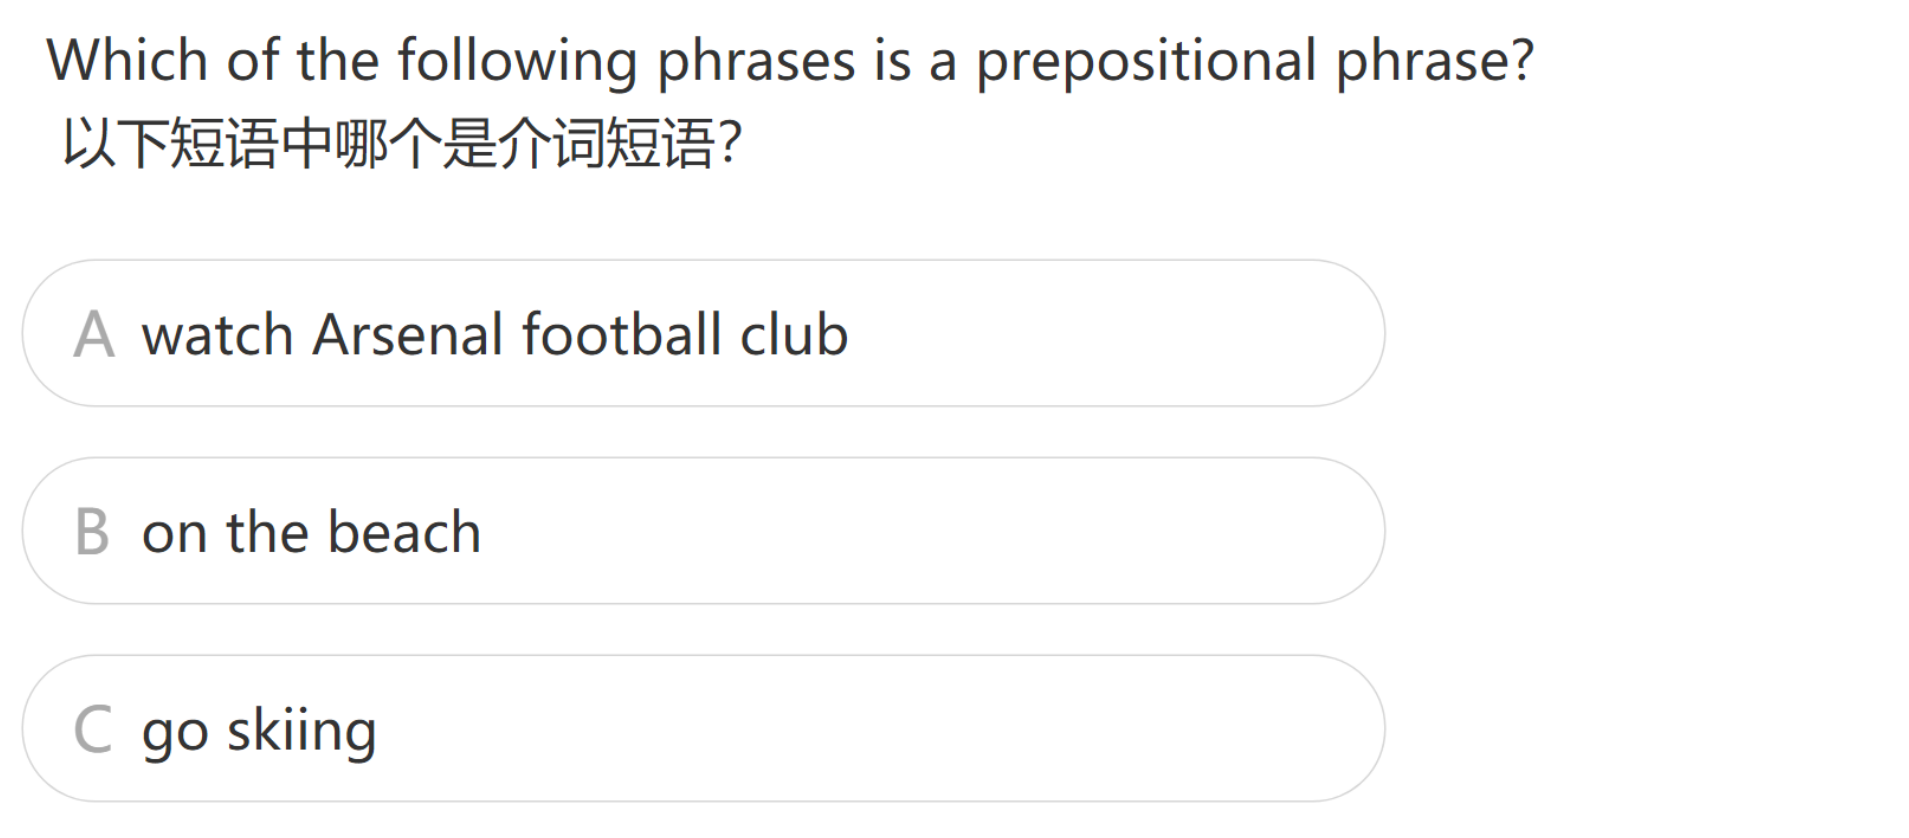 Which of the following phrases is a prepositional phrase?
以下短语中哪个是介词短语?
A watch Arsenal football club
B on the beach
C go skiing